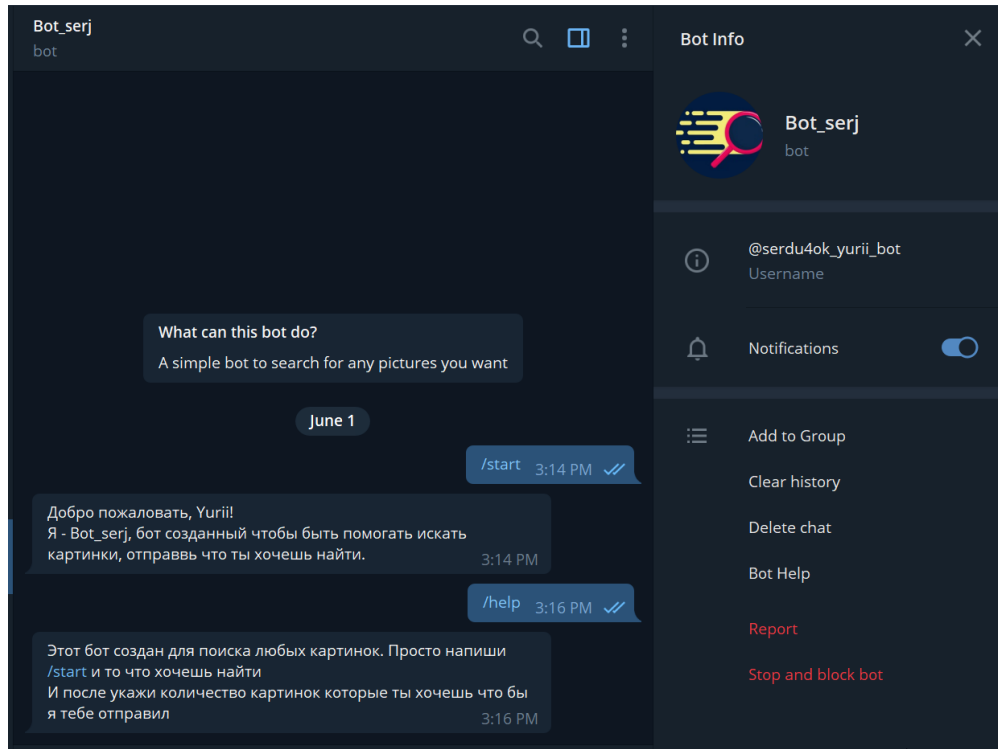 Bot_serj
bot
What can this bot do?
A simple bot to search for any pictures you want
June 1
/start 3:14 PM
Добро пожаловать, Yurii!
Я - Bot_serj, бот созданный чтобы быть помогать искать
картинки, отправвь что ты хочешь найти.
3:14 PM
/help 3:16 PM
Этот бот создан для поиска любых картинок. Просто напиши
/start и то что хочешь найти
И после укажи количество картинок которые ты хочешь что бы
я тебе отправил
3:16 PM
Bot Info
Bot_serj
bot
@serdu4ok_yurii_bot
Username
Notifications
Add to Group
Clear history
Delete chat
Bot Help
Report
Stop and block bot